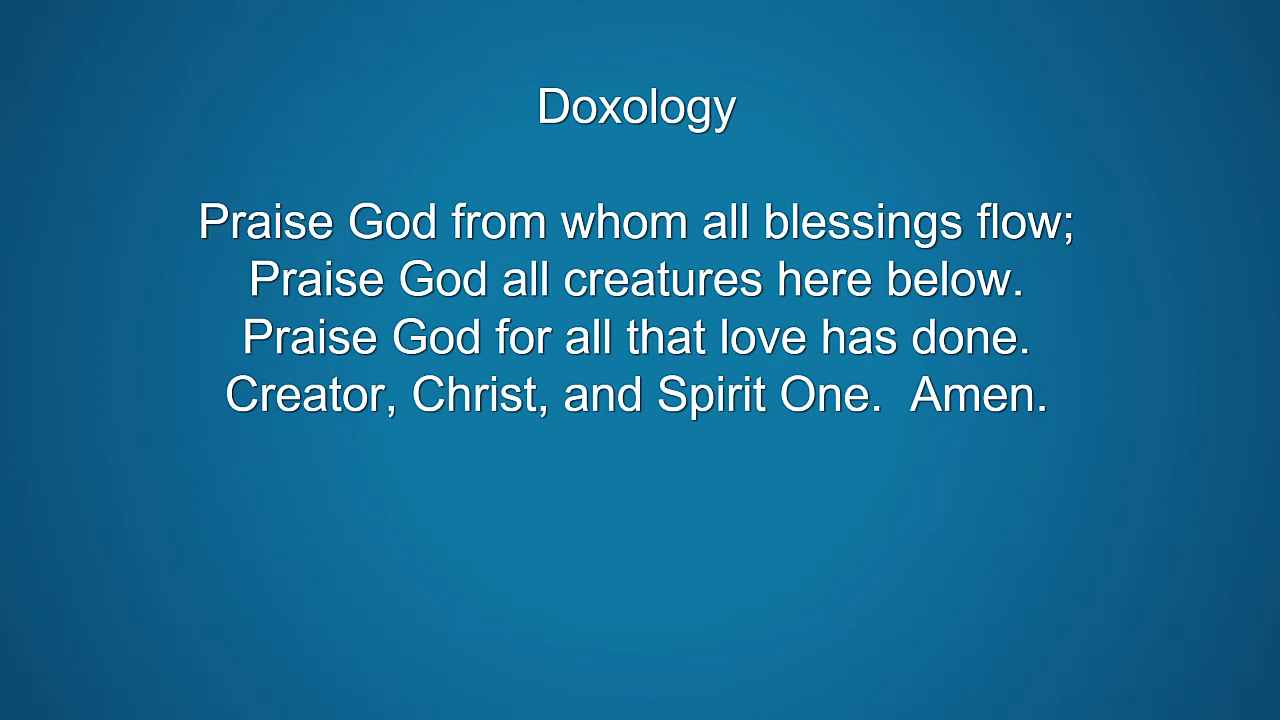 Doxology
Praise God from whom all blessings flow;
Praise God all creatures here below.
Praise God for all that love has done.
Creator, Christ, and Spirit One.  Amen.